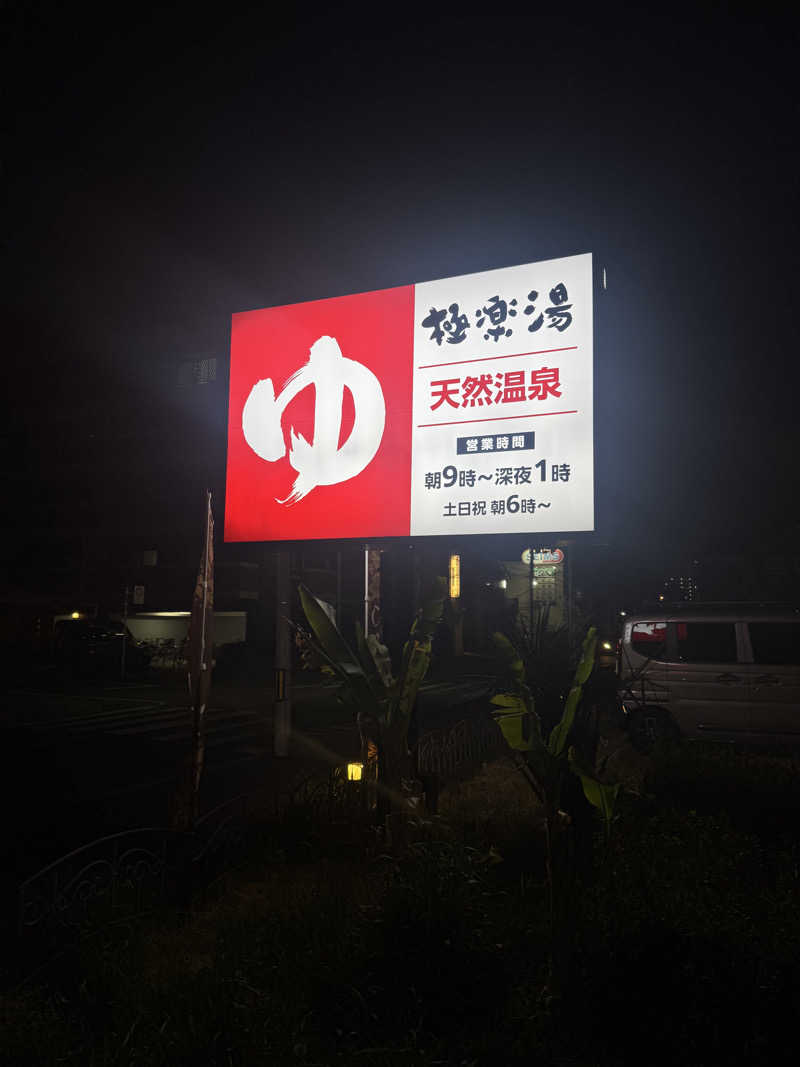 ゆ
極楽湯
天然温泉
営業時間
朝9時～深夜1時
土日祝 朝6時～